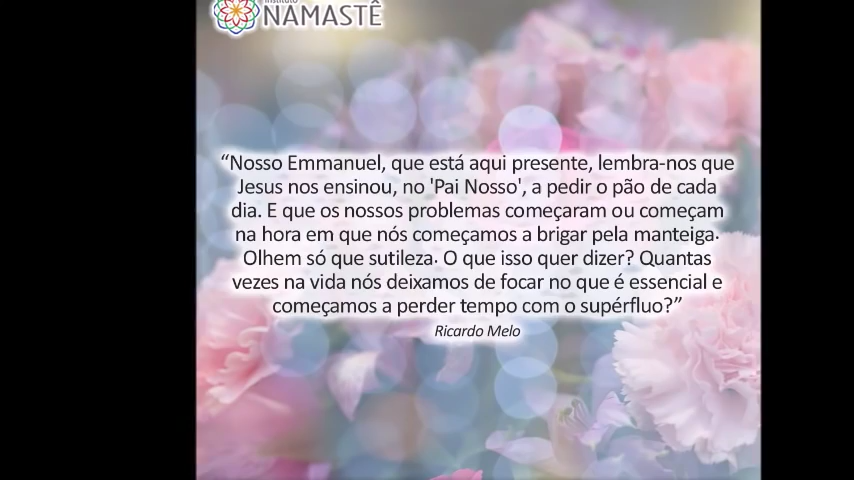 Instituto
NAMASTÊ
“Nosso Emmanuel, que está aqui presente, lembra-nos que
Jesus nos ensinou, no 'Pai Nosso', a pedir o pão de cada
dia. E que os nossos problemas começaram ou começam
na hora em que nós começamos a brigar pela manteiga.
Olhem só que sutileza. O que isso quer dizer? Quantas
vezes na vida nós deixamos de focar no que é essencial e
começamos a perder tempo com o supérfluo?”
Ricardo Melo